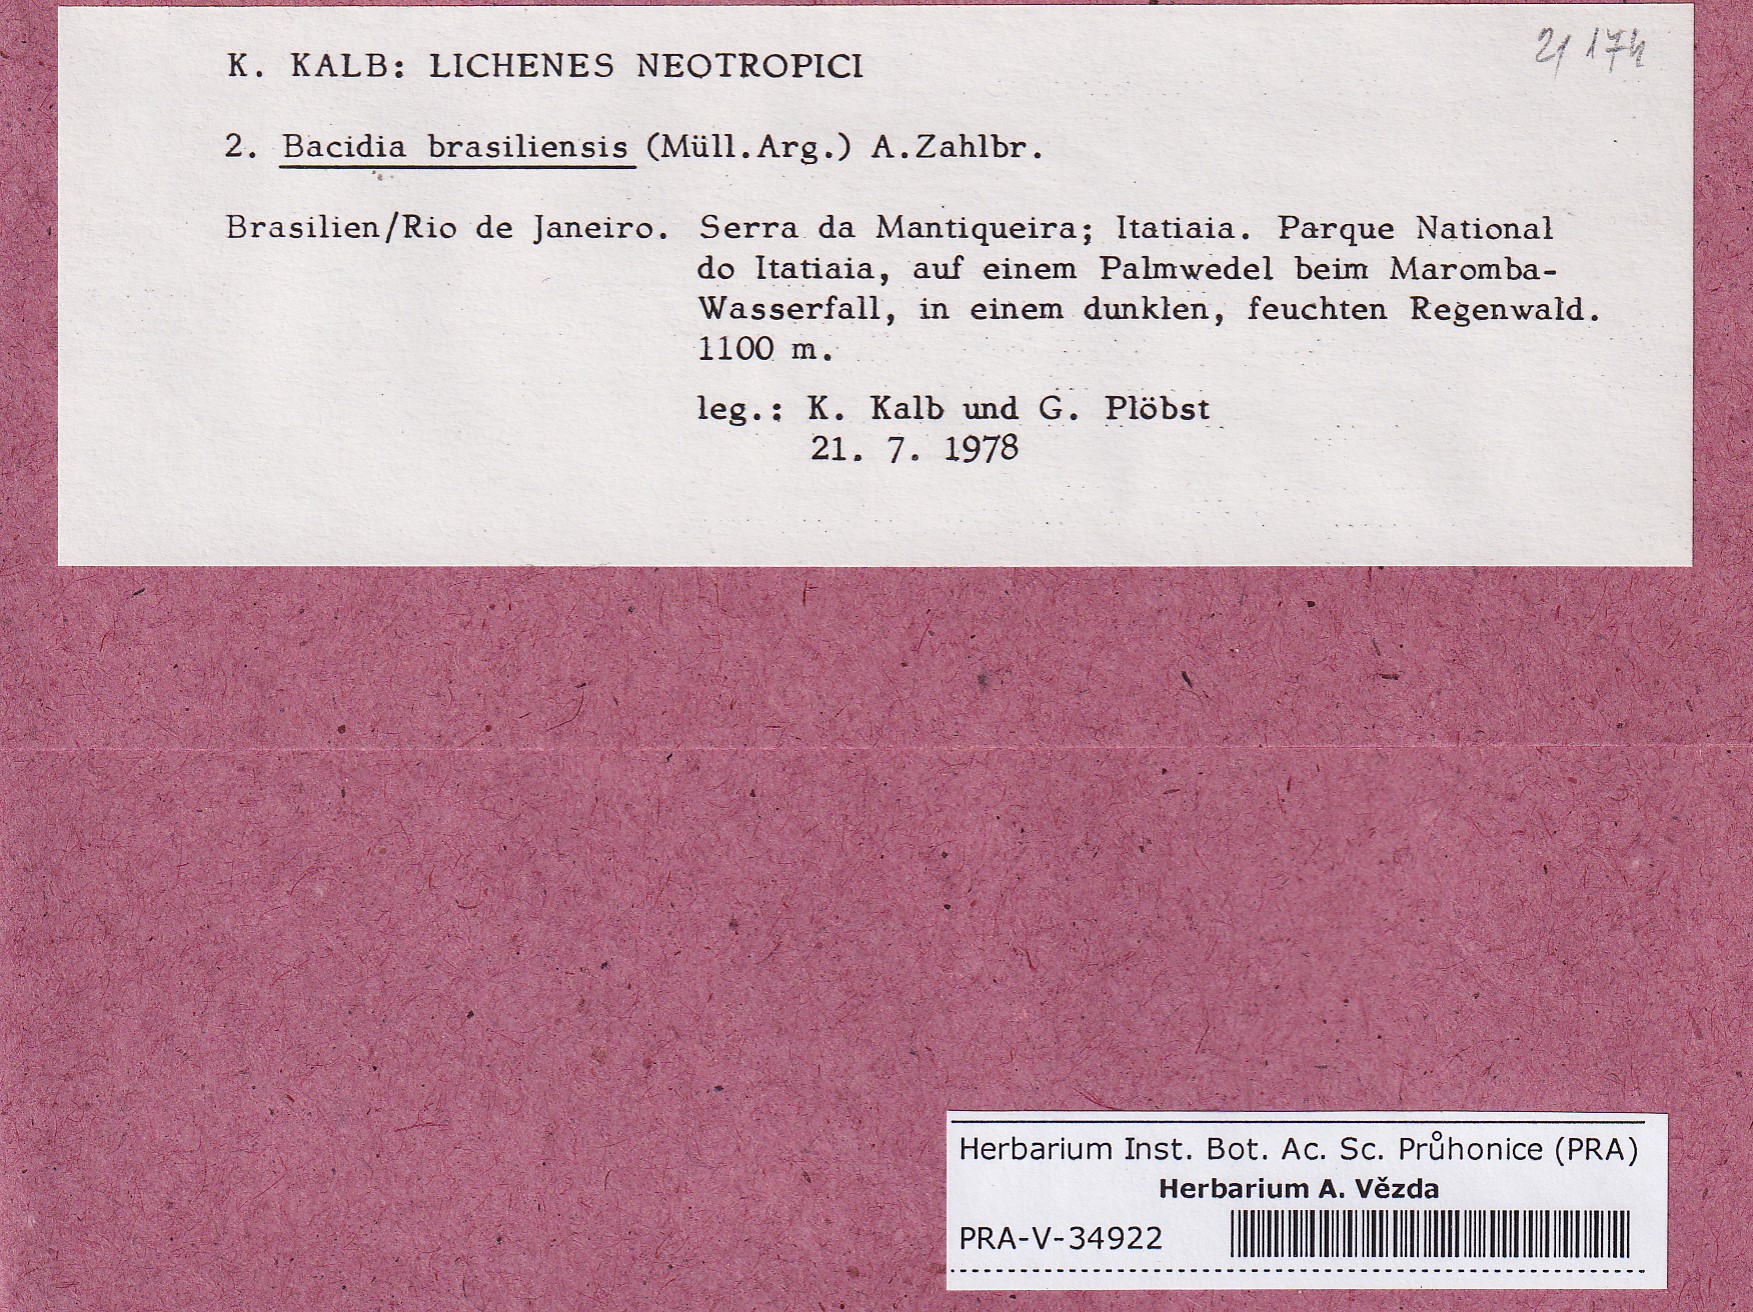 21 174
K. KALB: LICHENES NEOTROPICI
2. Bacidia brasiliensis (Müll.Arg.) A.Zahlbr.
Brasilien/Rio de Janeiro. Serra da Mantiqueira; Itatiaia. Parque National
do Itatiaia, auf einem Palmwedel beim Maromba-
Wasserfall, in einem dunklen, feuchten Regenwald.
1100 m.
leg.: K. Kalb und G. Plöbst
21. 7. 1978
Herbarium Inst. Bot. Ac. Sc. Průhonice (PRA)
Herbarium A. Vězda
PRA-V-34922